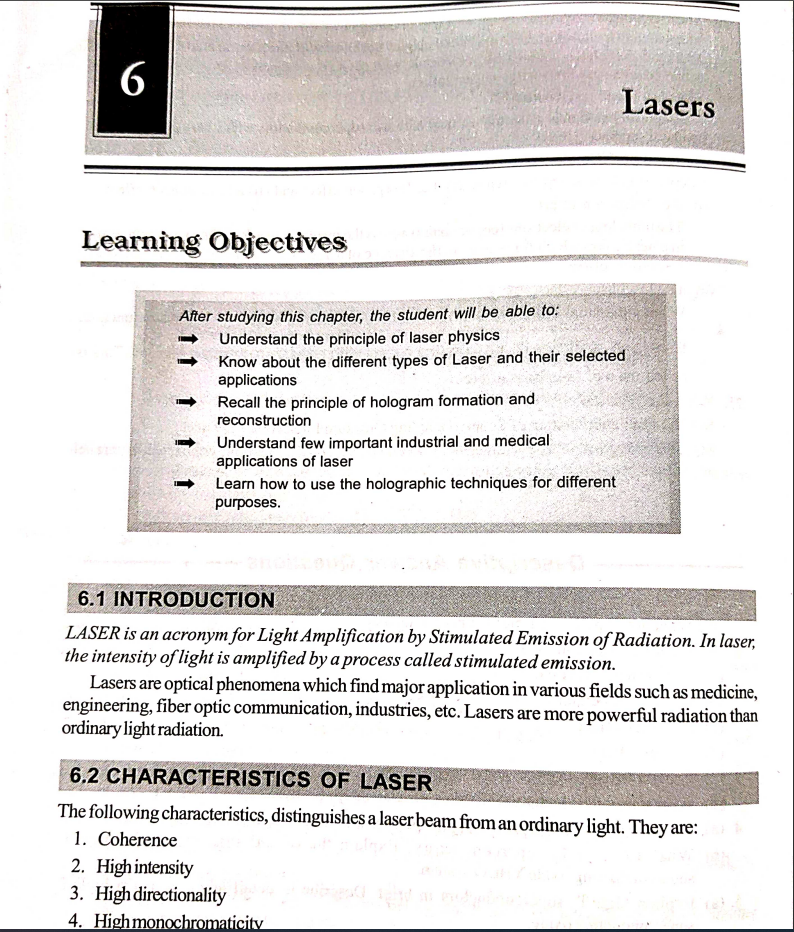 6
Lasers
Learning Objectives
After studying this chapter, the student will be able to:
Understand the principle of laser physics
Know about the different types of Laser and their selected
applications
Recall the principle of hologram formation and
reconstruction
Understand few important industrial and medical
applications of laser
Learn how to use the holographic techniques for different
purposes.
6.1 INTRODUCTION
LASER is an acronym for Light Amplification by Stimulated Emission of Radiation. In laser,
the intensity of light is amplified by a process called stimulated emission.
Lasers are optical phenomena which find major application in various fields such as medicine,
engineering, fiber optic communication, industries, etc. Lasers are more powerful radiation than
ordinary light radiation.
6.2 CHARACTERISTICS OF LASER
The following characteristics, distinguishes a laser beam from an ordinary light. They are:
1. Coherence
2. High intensity
3. High directionality
4. High monochromaticity